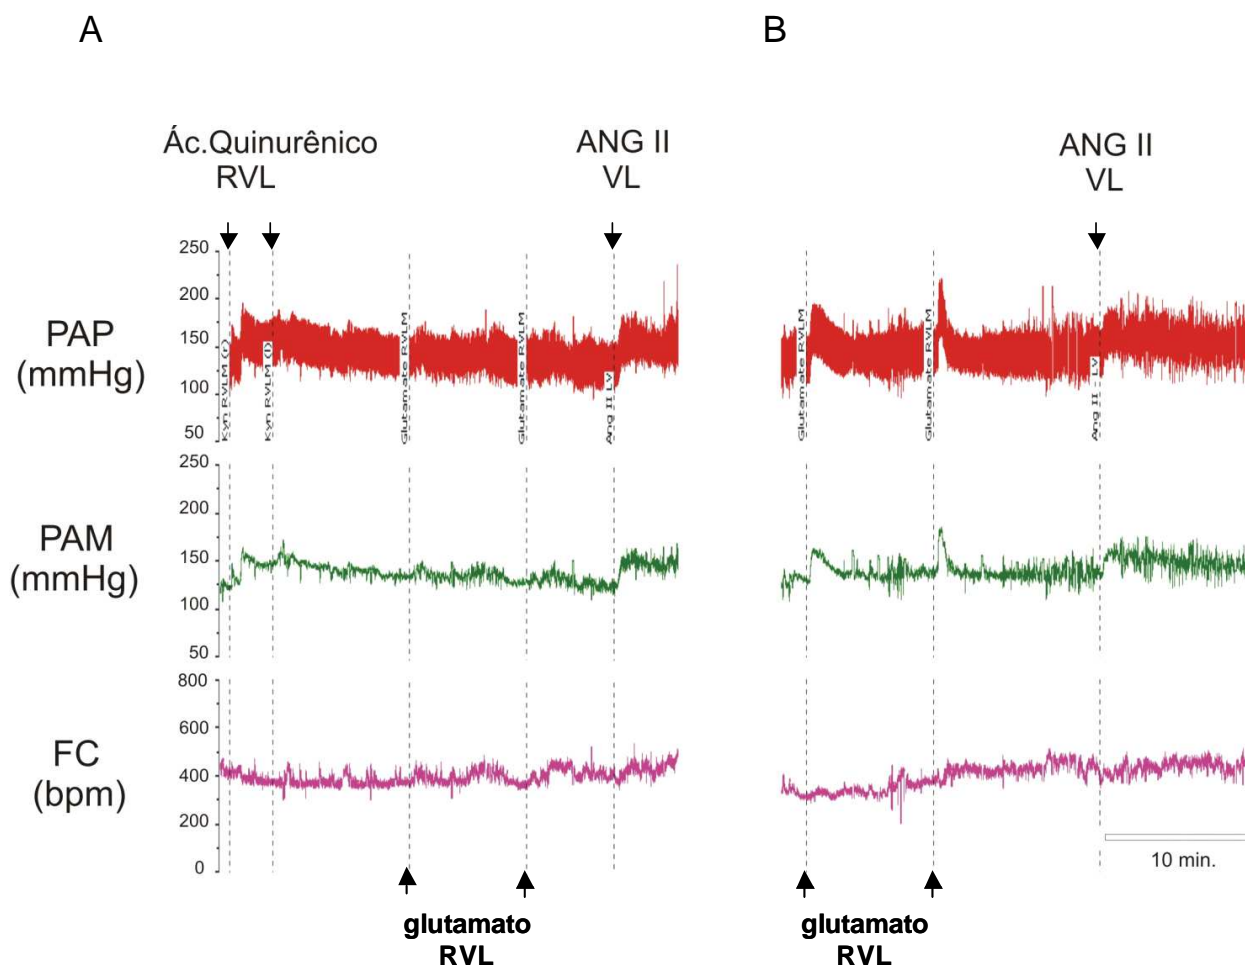 A
B
Ác.Quinurênico
RVL
ANG II
VL
ANG II
VL
PAP
(mmHg)
250
200
150
100
50
Kyn RVLM (r)
Kyn RVLM (l)
Glutamate RVLM
Glutamate RVLM
Ang II LV
Glutamate RVLM
Glutamate RVLM
Ang II - LV
PAM
(mmHg)
250
200
150
100
50
FC
(bpm)
800
600
400
200
0
10 min.
glutamato
RVL
glutamato
RVL